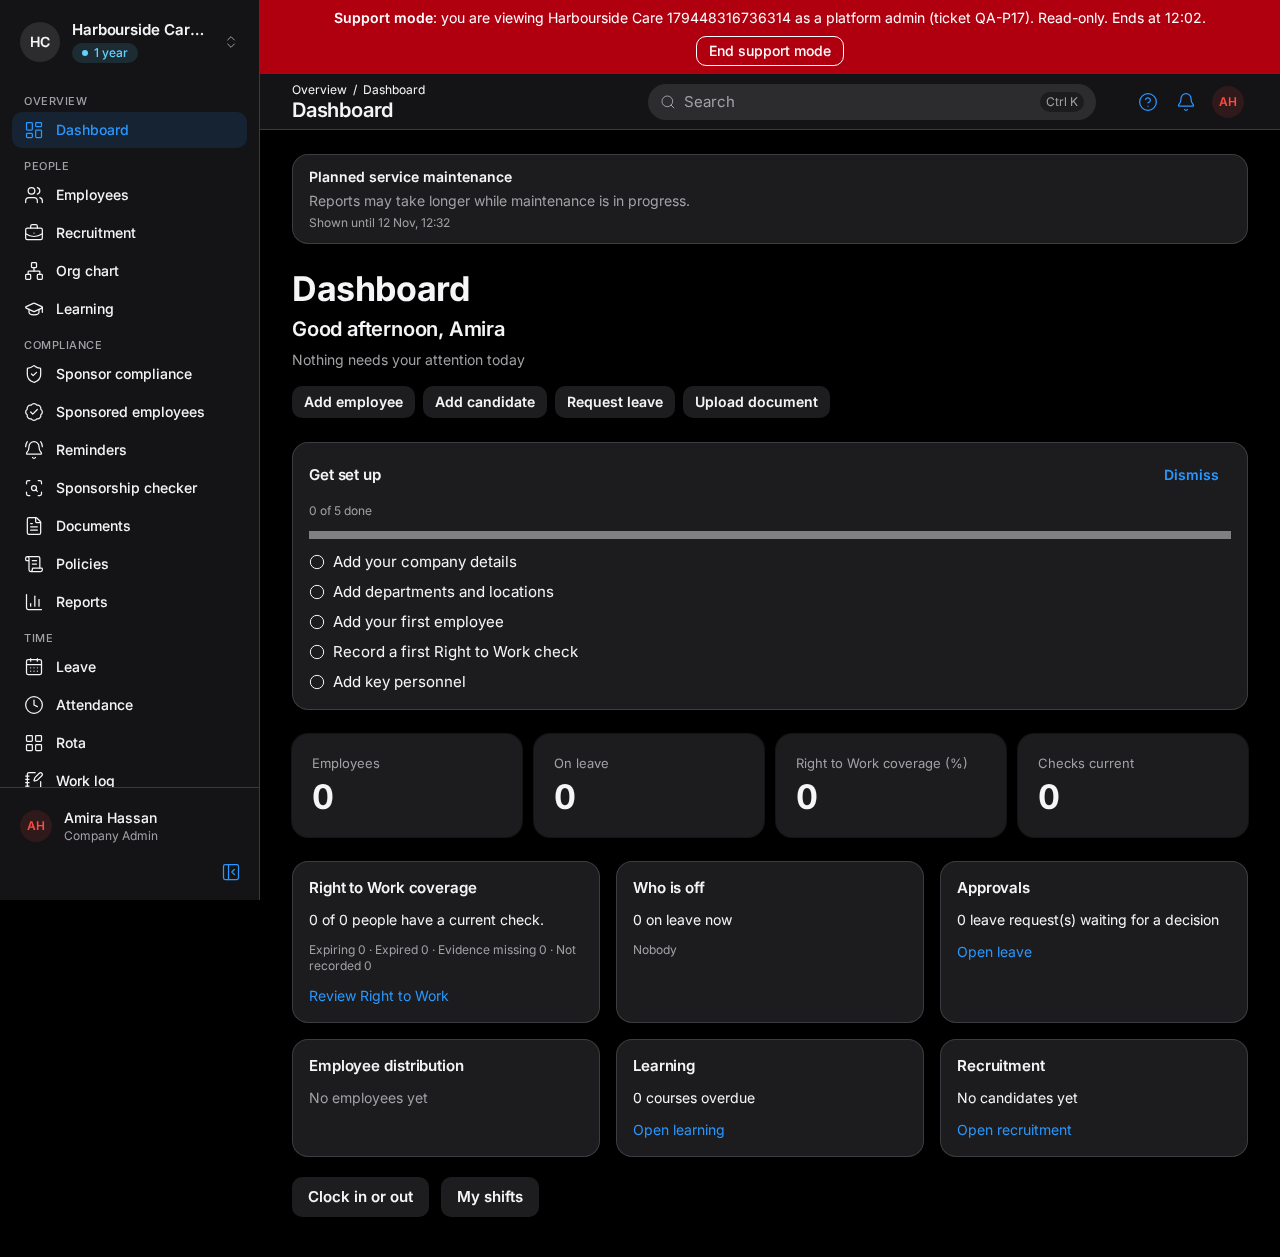 HC
Harbourside Car...
1 year
OVERVIEW
Dashboard
PEOPLE
Employees
Recruitment
Org chart
Learning
COMPLIANCE
Sponsor compliance
Sponsored employees
Reminders
Sponsorship checker
Documents
Policies
Reports
TIME
Leave
Attendance
Rota
Work log
AH
Amira Hassan
Company Admin
Support mode: you are viewing Harbourside Care 179448316736314 as a platform admin (ticket QA-P17). Read-only. Ends at 12:02.
End support mode
Overview / Dashboard
Dashboard
Search
Ctrl K
AH
Planned service maintenance
Reports may take longer while maintenance is in progress.
Shown until 12 Nov, 12:32
Dashboard
Good afternoon, Amira
Nothing needs your attention today
Add employee
Add candidate
Request leave
Upload document
Get set up
Dismiss
0 of 5 done
Add your company details
Add departments and locations
Add your first employee
Record a first Right to Work check
Add key personnel
Employees
0
On leave
0
Right to Work coverage (%)
0
Checks current
0
Right to Work coverage
0 of 0 people have a current check.
Expiring 0 · Expired 0 · Evidence missing 0 · Not
recorded 0
Review Right to Work
Who is off
0 on leave now
Nobody
Approvals
0 leave request(s) waiting for a decision
Open leave
Employee distribution
No employees yet
Learning
0 courses overdue
Open learning
Recruitment
No candidates yet
Open recruitment
Clock in or out
My shifts